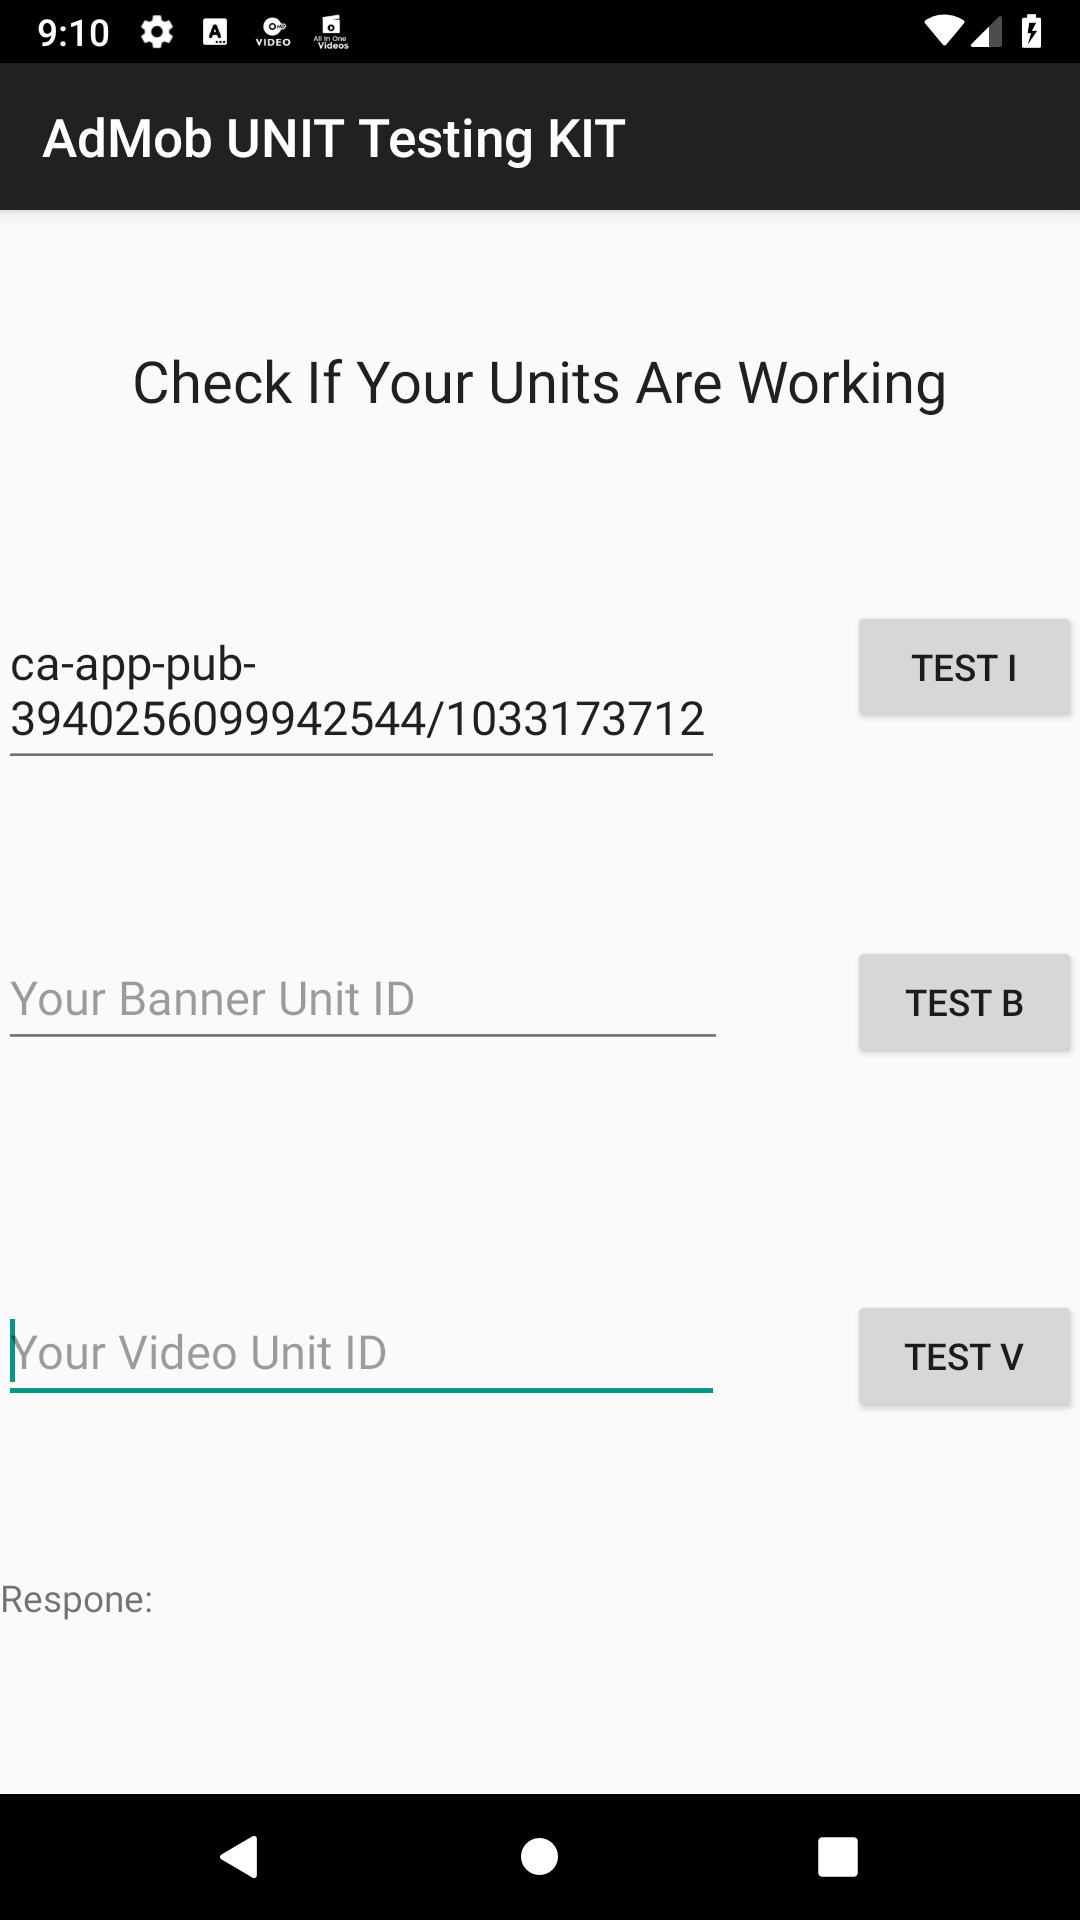 9:10
A
VIDEO
All In One
Videos
AdMob UNIT Testing KIT
Check If Your Units Are Working
ca-app-pub-
3940256099942544/1033173712
TEST I
Your Banner Unit ID
TEST B
Your Video Unit ID
TEST V
Respone: